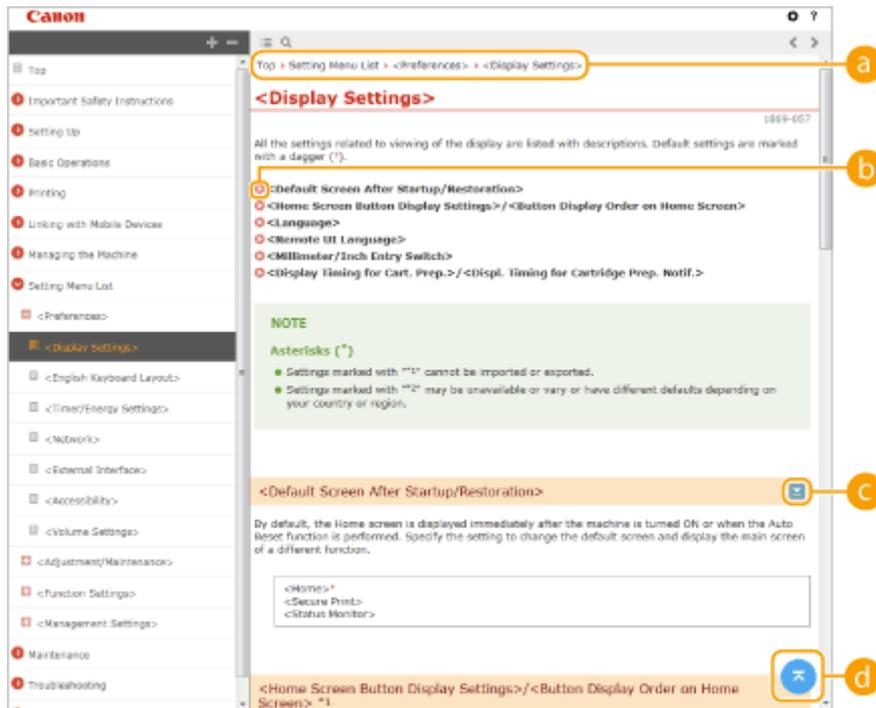 Canon
?
Top › Setting Menu List › <Preferences> › <Display Settings>
a
Top
Important Safety Instructions
Setting Up
Basic Operations
Printing
Linking with Mobile Devices
Managing the Machine
Setting Menu List
<Preferences>
<Display Settings>
<English Keyboard Layout>
<Timer/Energy Settings>
<Network>
<External Interface>
<Accessibility>
<Volume Settings>
<Adjustment/Maintenance>
<Function Settings>
<Management Settings>
Maintenance
Troubleshooting
<Display Settings>
1869-057
All the settings related to viewing of the display are listed with descriptions. Default settings are marked
with a dagger (†).
b
<Default Screen After Startup/Restoration>
<Home Screen Button Display Settings>/<Button Display Order on Home Screen>
<Language>
<Remote UI Language>
<Millimeter/Inch Entry Switch>
<Display Timing for Cart. Prep.>/<Displ. Timing for Cartridge Prep. Notif.>
NOTE
Asterisks (*)
Settings marked with "*1" cannot be imported or exported.
Settings marked with "*2" may be unavailable or vary or have different defaults depending on
your country or region.
<Default Screen After Startup/Restoration>
c
By default, the Home screen is displayed immediately after the machine is turned ON or when the Auto
Reset function is performed. Specify the setting to change the default screen and display the main screen
of a different function.
<Home>†
<Secure Print>
<Status Monitor>
d
<Home Screen Button Display Settings>/<Button Display Order on Home
Screen> *1